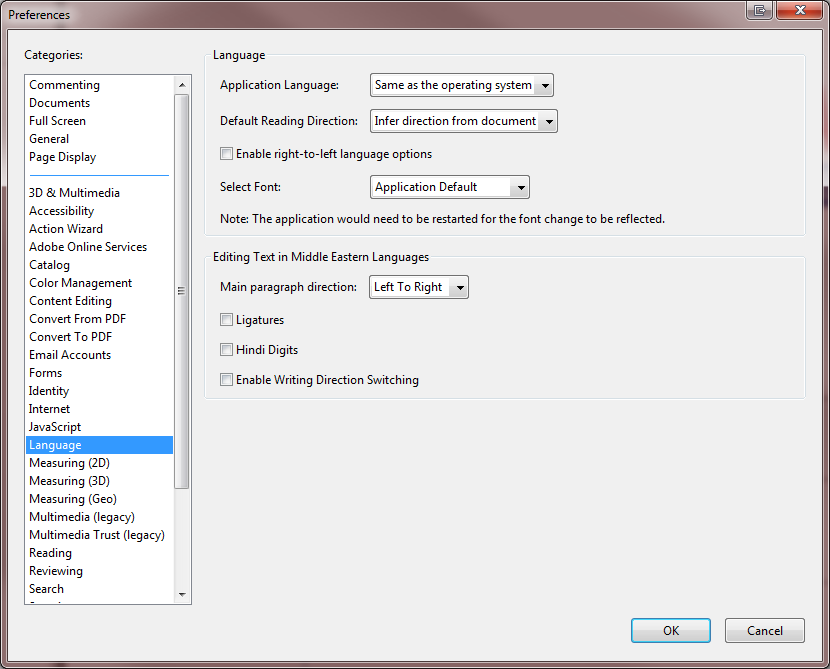 Preferences
Categories:
Commenting
Documents
Full Screen
General
Page Display
3D & Multimedia
Accessibility
Action Wizard
Adobe Online Services
Catalog
Color Management
Content Editing
Convert From PDF
Convert To PDF
Email Accounts
Forms
Identity
Internet
JavaScript
Language
Measuring (2D)
Measuring (3D)
Measuring (Geo)
Multimedia (legacy)
Multimedia Trust (legacy)
Reading
Reviewing
Search
Language
Application Language: Same as the operating system
Default Reading Direction: Infer direction from document
Enable right-to-left language options
Select Font: Application Default
Note: The application would need to be restarted for the font change to be reflected.
Editing Text in Middle Eastern Languages
Main paragraph direction: Left To Right
Ligatures
Hindi Digits
Enable Writing Direction Switching
OK Cancel